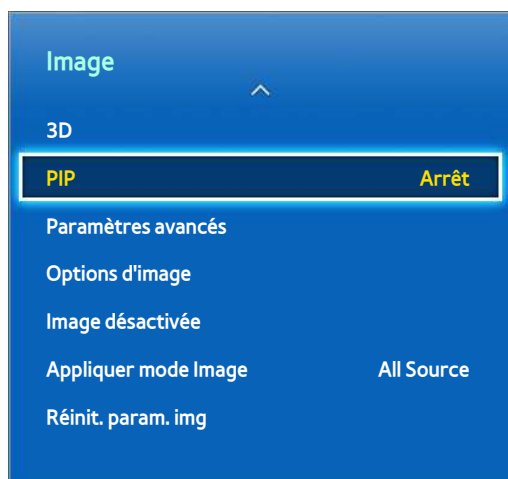 Image
3D
PIP Arrêt
Paramètres avancés
Options d'image
Image désactivée
Appliquer mode Image All Source
Réinit. param. img